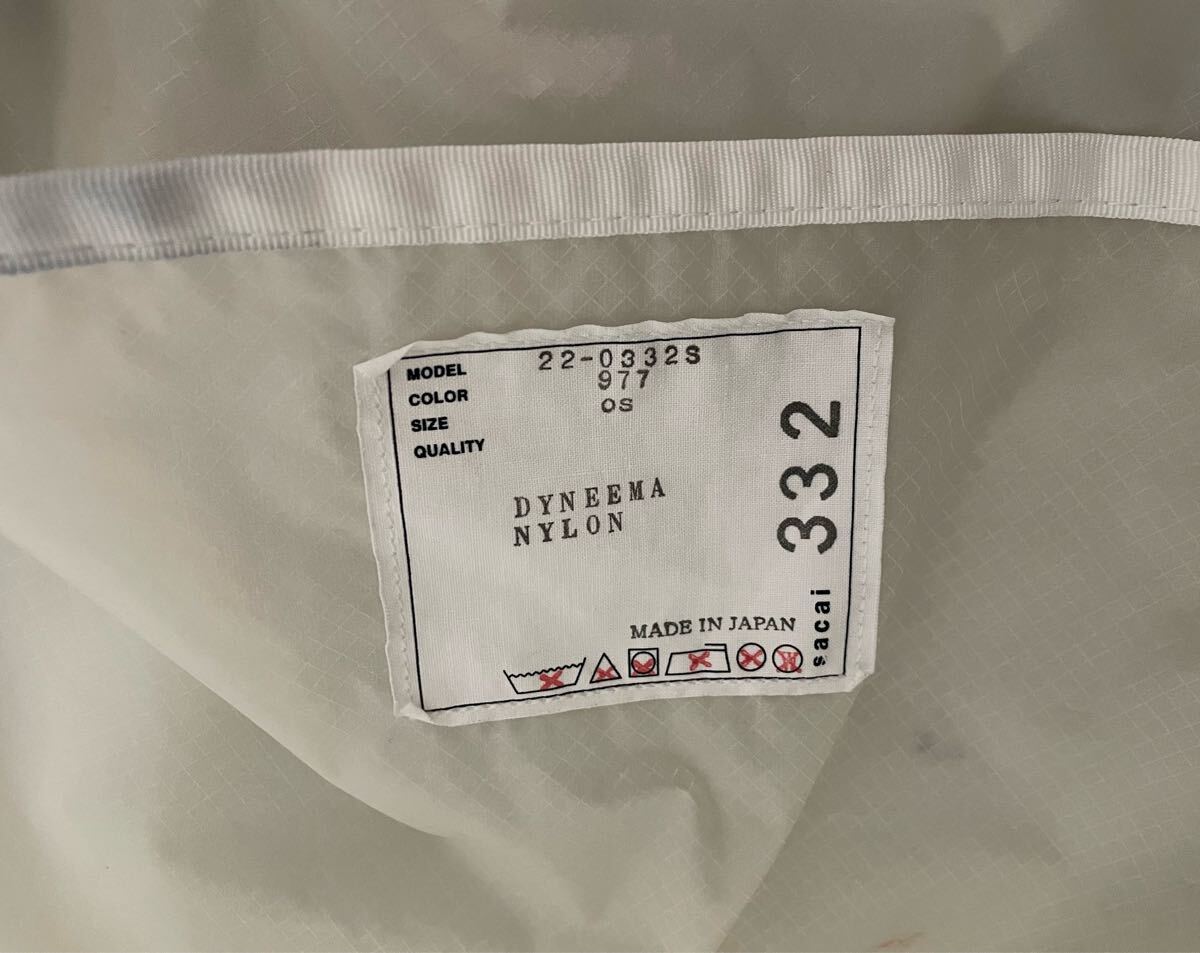 MODEL 22-0332S
COLOR 977
SIZE OS
QUALITY
DYNEEMA
NYLON
MADE IN JAPAN
sacai 332